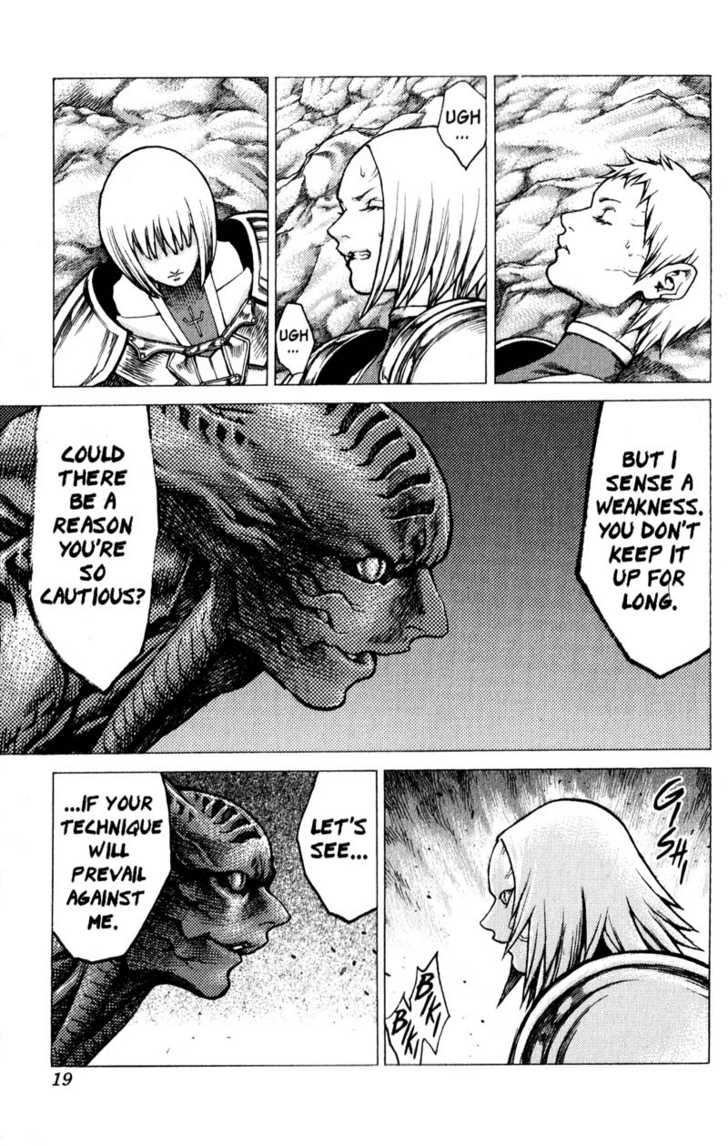 UGH
...
UGH
...
BUT I
SENSE A
WEAKNESS.
YOU DON'T
KEEP IT
UP FOR
LONG.
COULD
THERE
BE A
REASON
YOU'RE
SO
CAUTIOUS?
GISHI
BIKI
BIKI
LET'S
SEE...
...IF YOUR
TECHNIQUE
WILL
PREVAIL
AGAINST
ME.
19